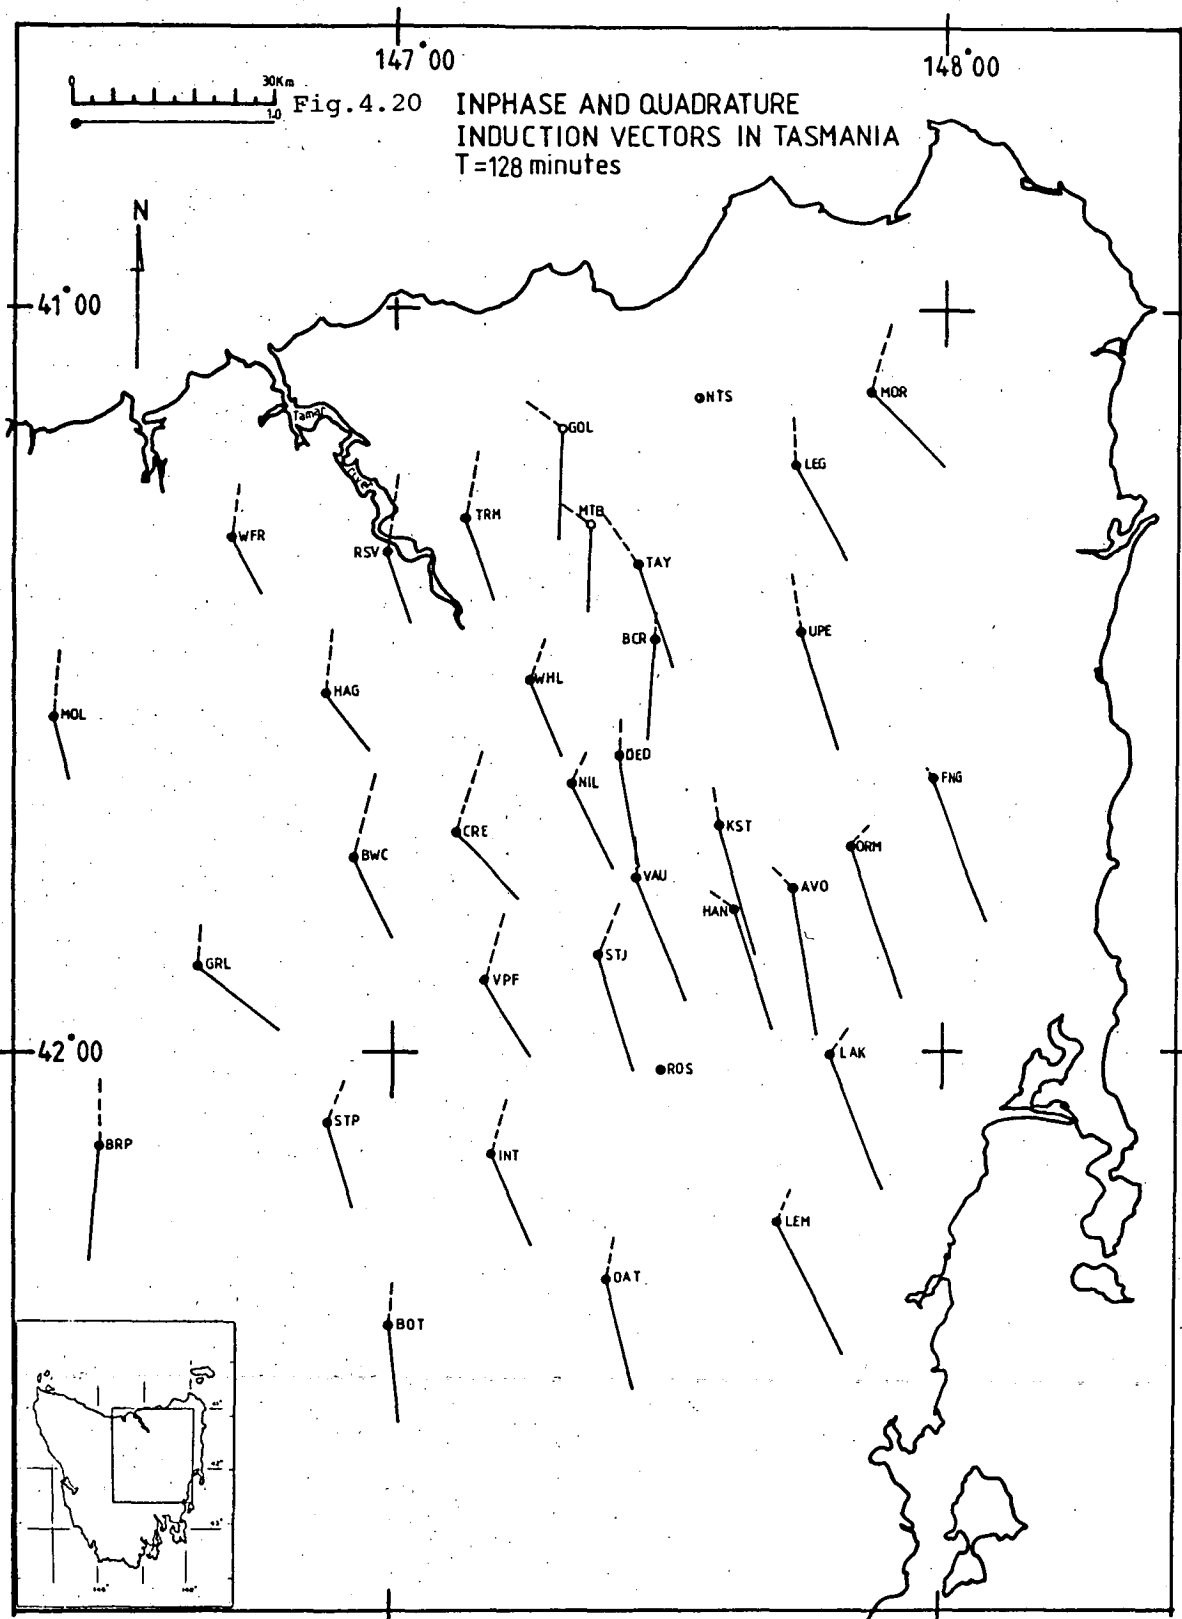 147°00
148°00
0 30Km
1.0
Fig.4.20
INPHASE AND QUADRATURE
INDUCTION VECTORS IN TASMANIA
T=128 minutes
N
41°00
Tamar
River
NTS
MOR
GOL
LEG
MTB
TRM
WFR
RSV
TAY
BCR
UPE
WHL
HAG
MOL
DED
NIL
FNG
KST
CRE
ORM
BWC
VAU
AVO
HAN
STJ
GRL
VPF
42°00
LAK
ROS
STP
BRP
INT
LEM
OAT
BOT